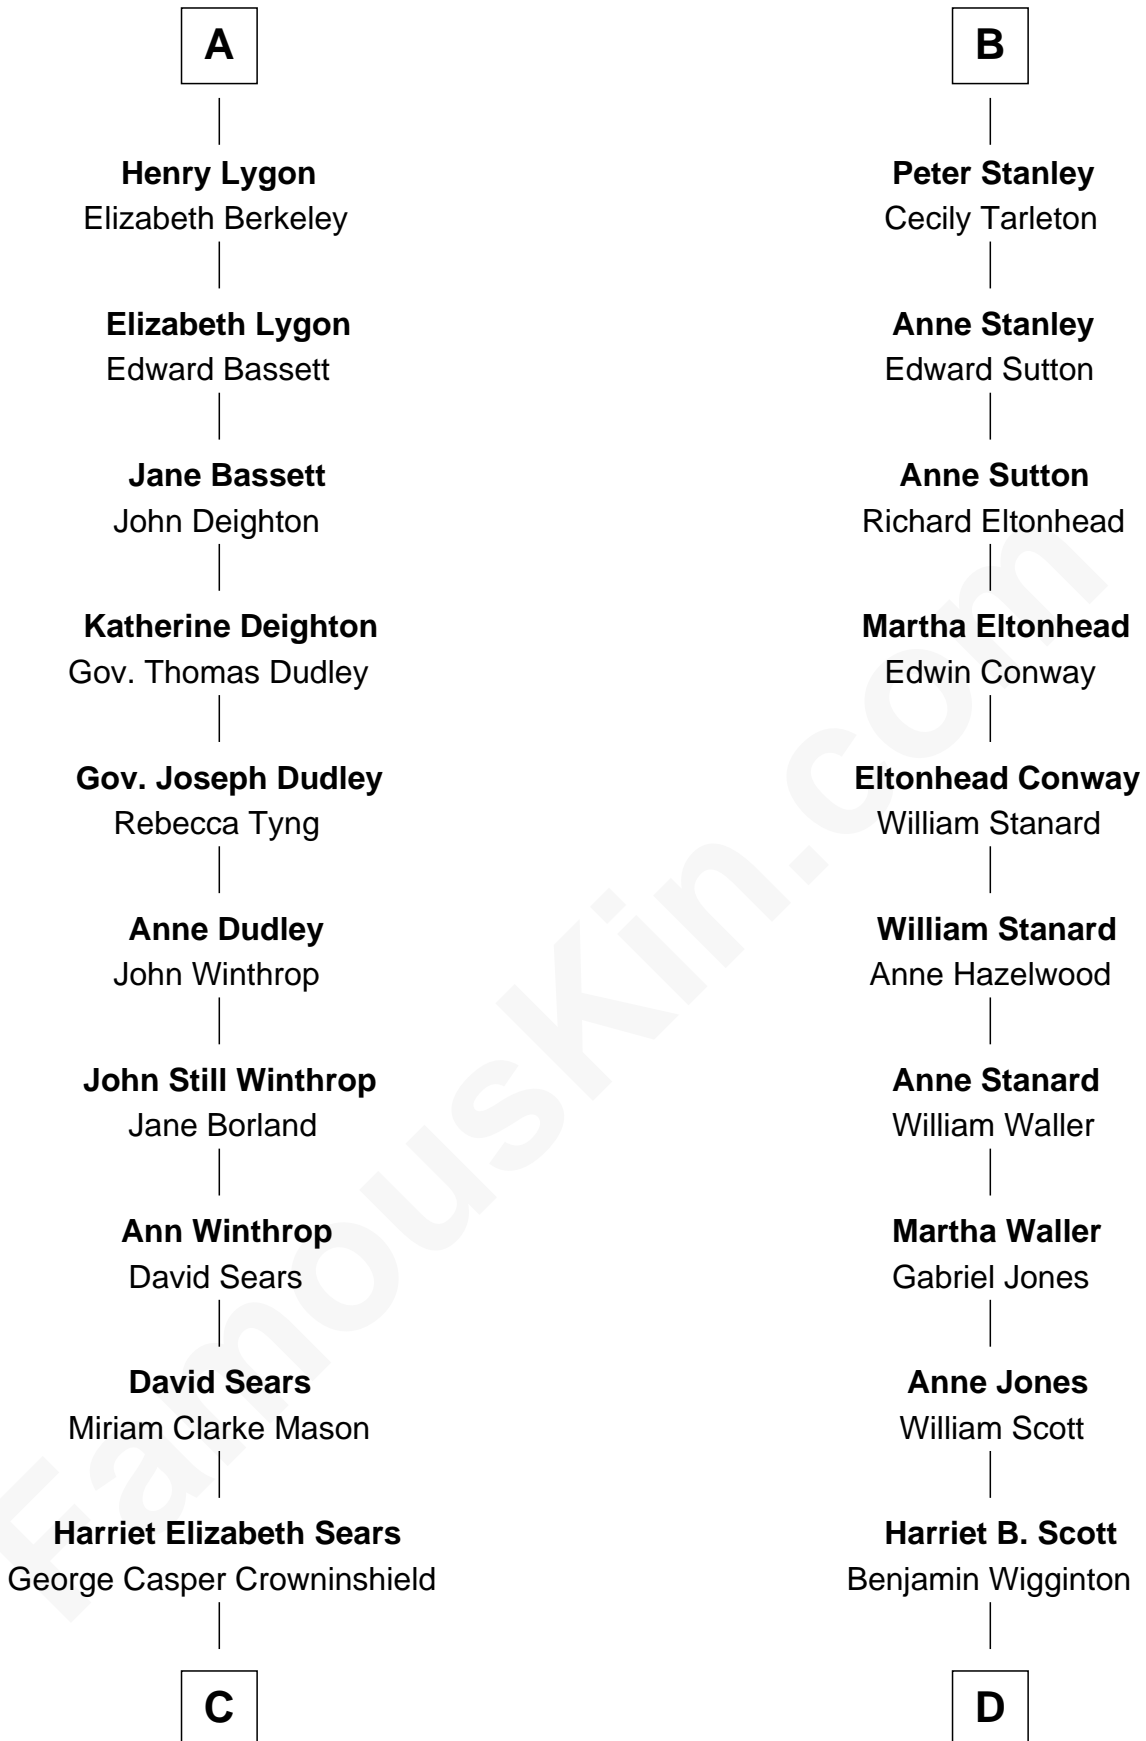 A
Henry Lygon
Elizabeth Berkeley
Elizabeth Lygon
Edward Bassett
Jane Bassett
John Deighton
Katherine Deighton
Gov. Thomas Dudley
Gov. Joseph Dudley
Rebecca Tyng
Anne Dudley
John Winthrop
John Still Winthrop
Jane Borland
Ann Winthrop
David Sears
David Sears
Miriam Clarke Mason
Harriet Elizabeth Sears
George Casper Crowninshield
C
B
Peter Stanley
Cecily Tarleton
Anne Stanley
Edward Sutton
Anne Sutton
Richard Eltonhead
Martha Eltonhead
Edwin Conway
Eltonhead Conway
William Stanard
William Stanard
Anne Hazelwood
Anne Stanard
William Waller
Martha Waller
Gabriel Jones
Anne Jones
William Scott
Harriet B. Scott
Benjamin Wigginton
D
FamousKin.com